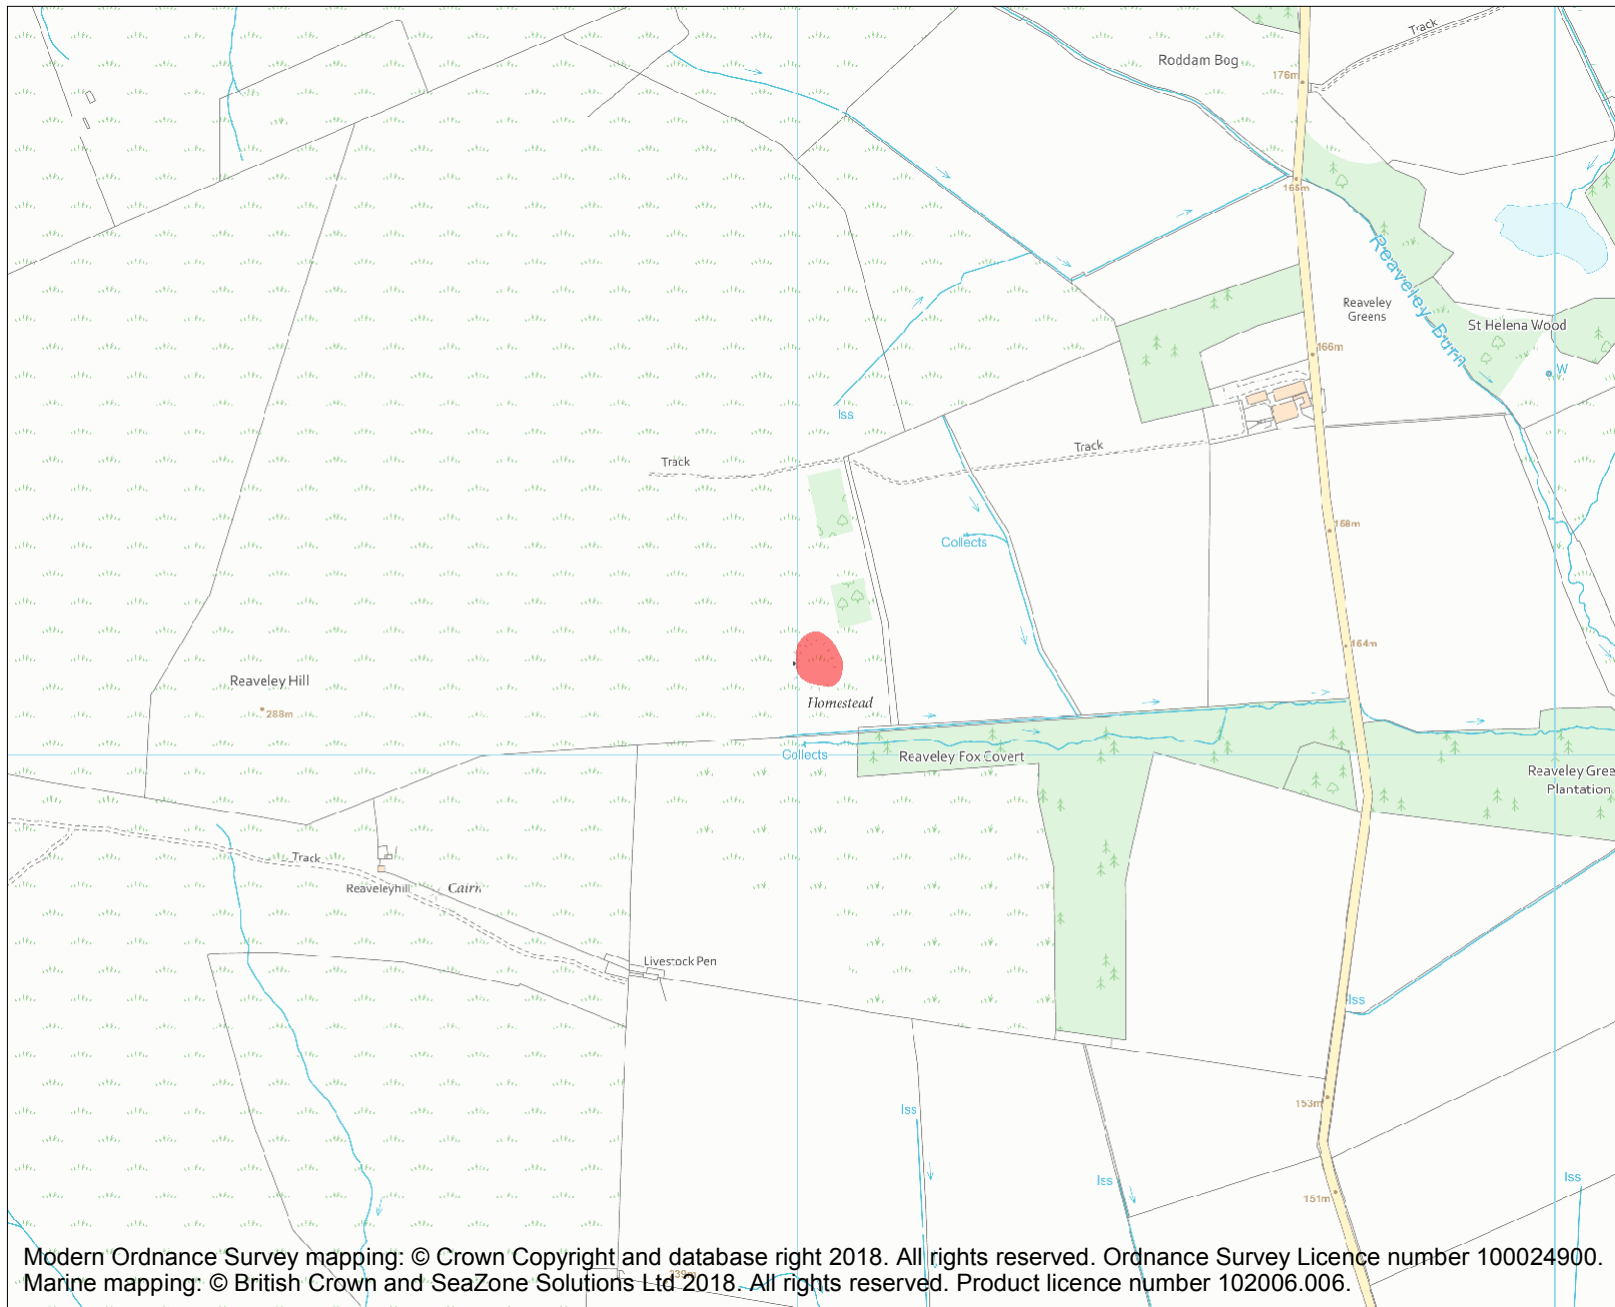 Track
Roddam Bog
176m
165m
Reaveley Burn
Reaveley
Greens
St Helena Wood
166m
W
Iss
Track
Track
Collects
168m
164m
Reaveley Hill
288m
Homestead
Collects
Reaveley Fox Covert
Reaveley Gree
Plantation
Track
Reaveleyhill
Cairn
Livestock Pen
Iss
Iss
153m
Iss
Iss
151m
Modern Ordnance Survey mapping: © Crown Copyright and database right 2018. All rights reserved. Ordnance Survey Licence number 100024900.
Marine mapping: © British Crown and SeaZone Solutions Ltd 2018. All rights reserved. Product licence number 102006.006.